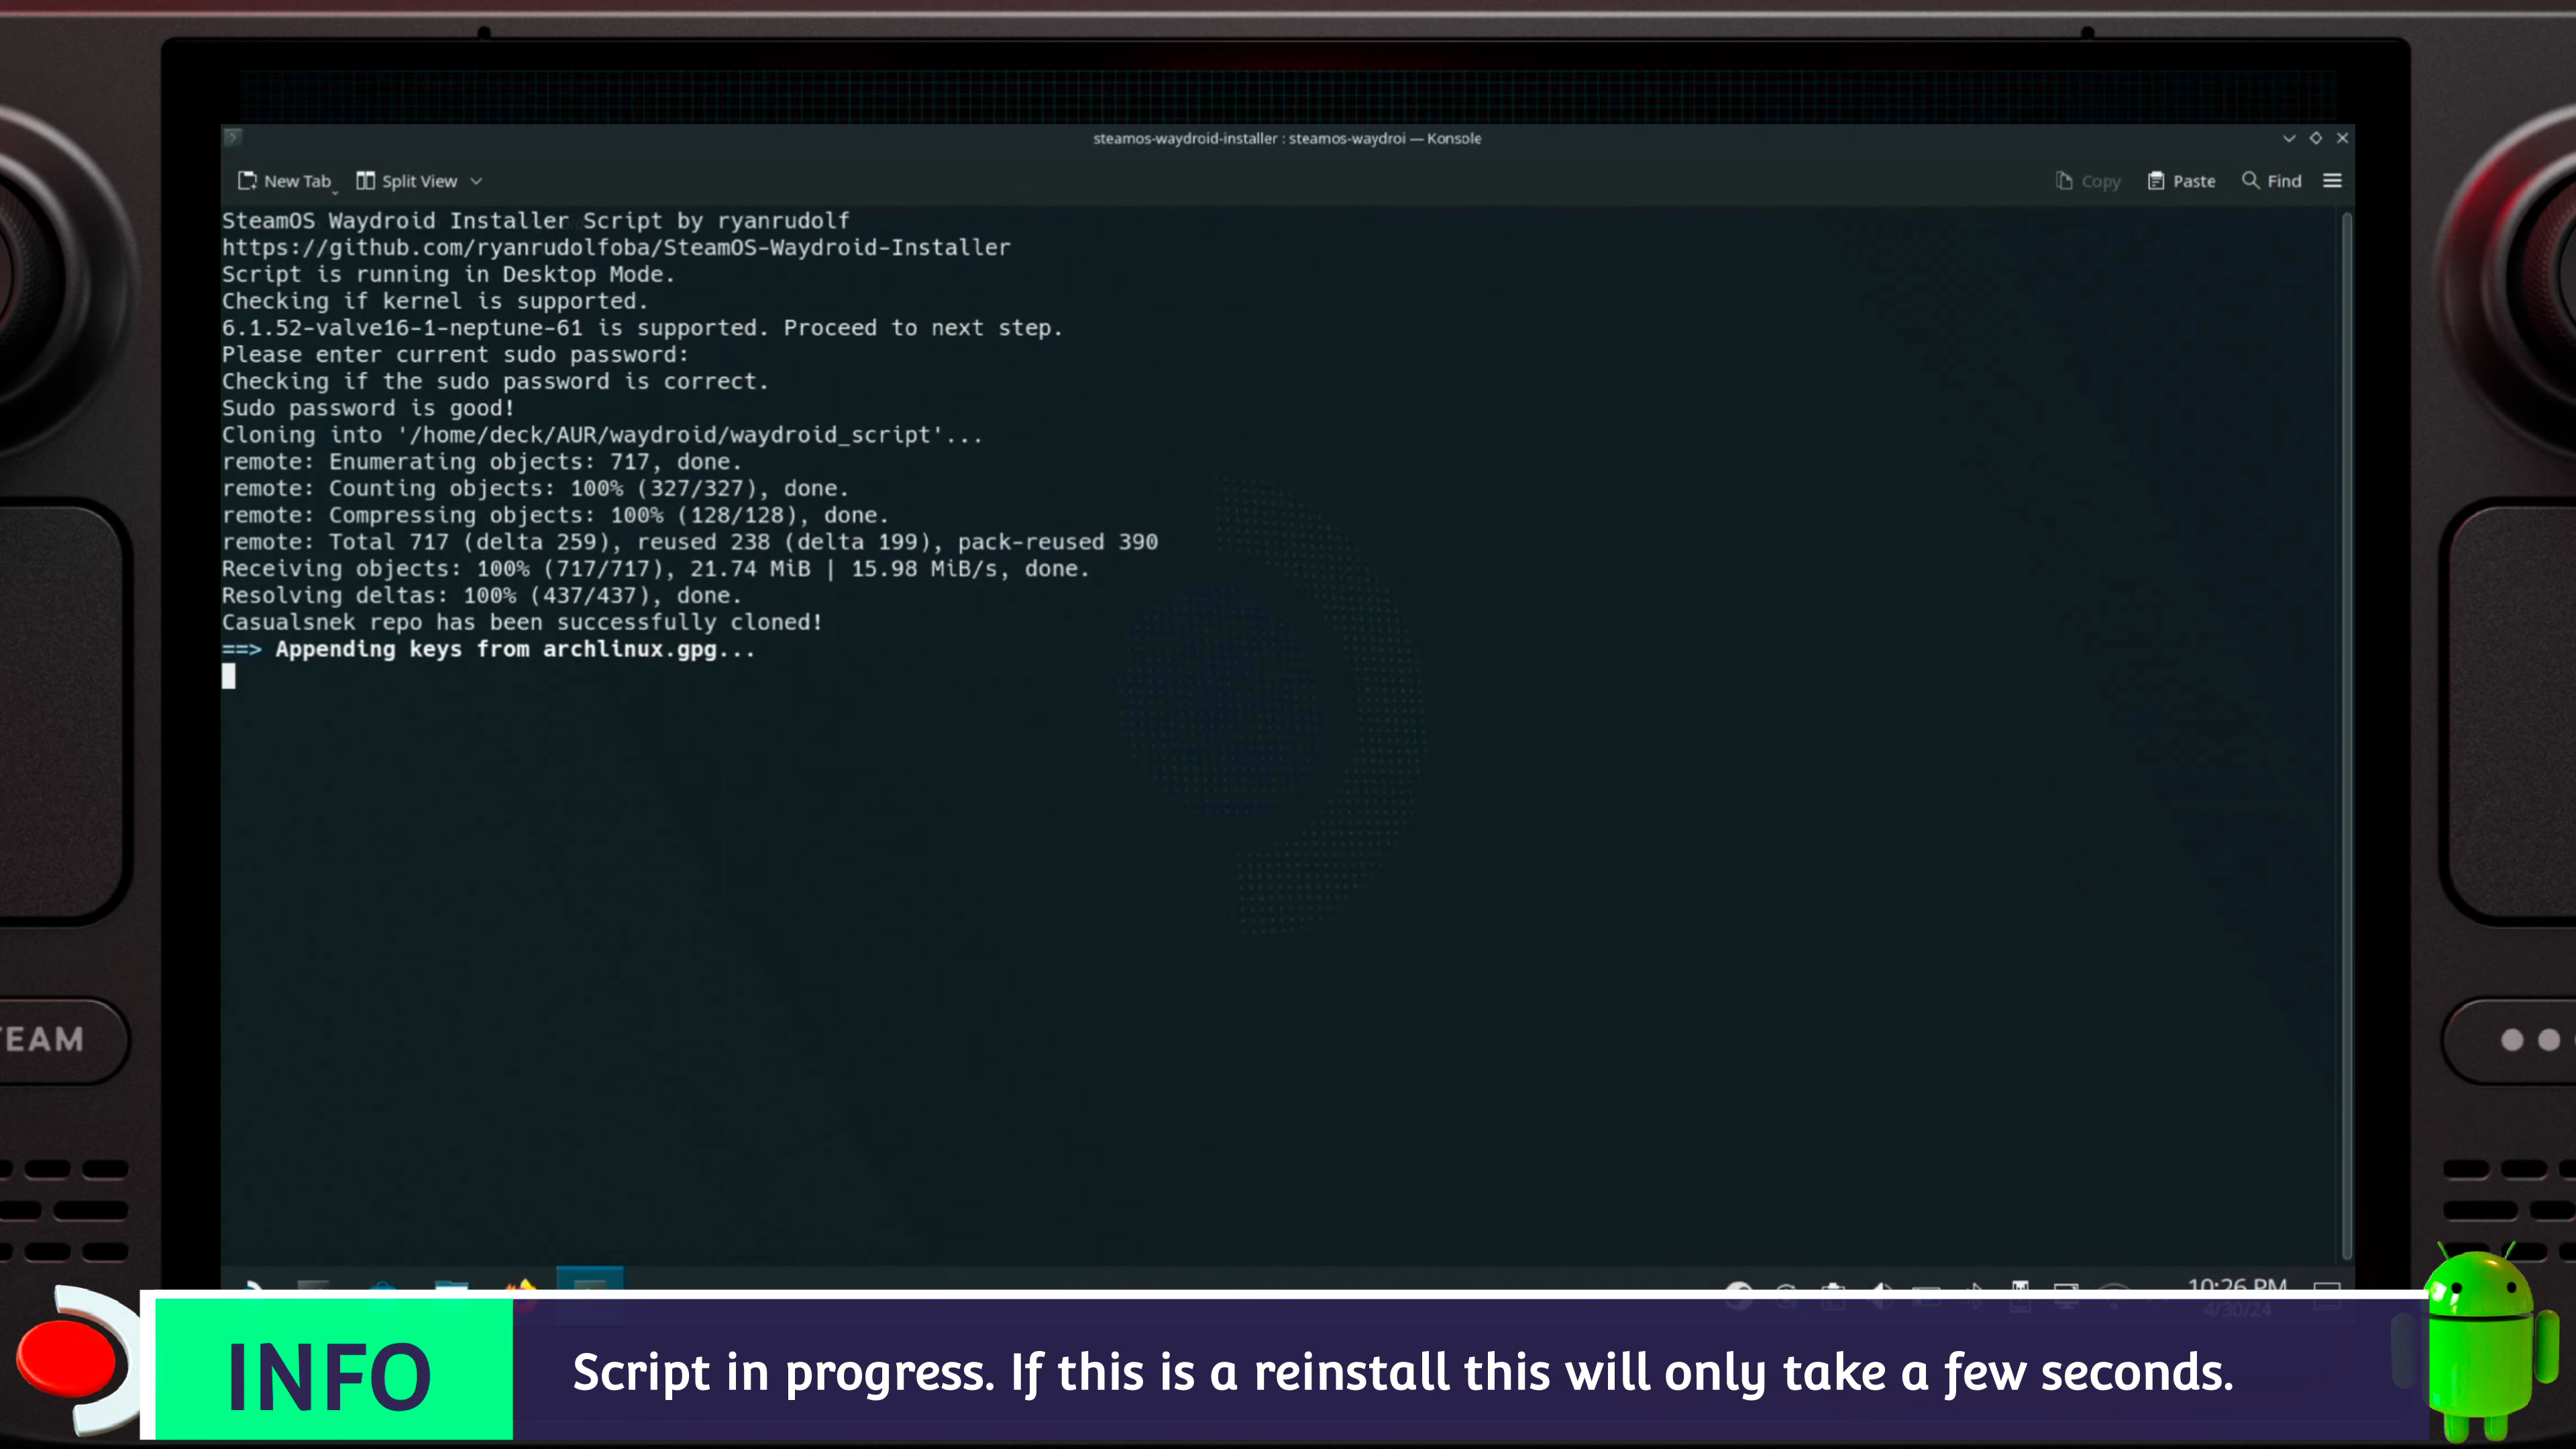 steamos-waydroid-installer : steamos-waydroi — Konsole
New Tab Split View Copy Paste Find
SteamOS Waydroid Installer Script by ryanrudolf
https://github.com/ryanrudolfoba/SteamOS-Waydroid-Installer
Script is running in Desktop Mode.
Checking if kernel is supported.
6.1.52-valve16-1-neptune-61 is supported. Proceed to next step.
Please enter current sudo password:
Checking if the sudo password is correct.
Sudo password is good!
Cloning into '/home/deck/AUR/waydroid/waydroid_script'...
remote: Enumerating objects: 717, done.
remote: Counting objects: 100% (327/327), done.
remote: Compressing objects: 100% (128/128), done.
remote: Total 717 (delta 259), reused 238 (delta 199), pack-reused 390
Receiving objects: 100% (717/717), 21.74 MiB | 15.98 MiB/s, done.
Resolving deltas: 100% (437/437), done.
Casualsnek repo has been successfully cloned!
==> Appending keys from archlinux.gpg...
TEAM
10:26 PM
4/30/24
INFO
Script in progress. If this is a reinstall this will only take a few seconds.